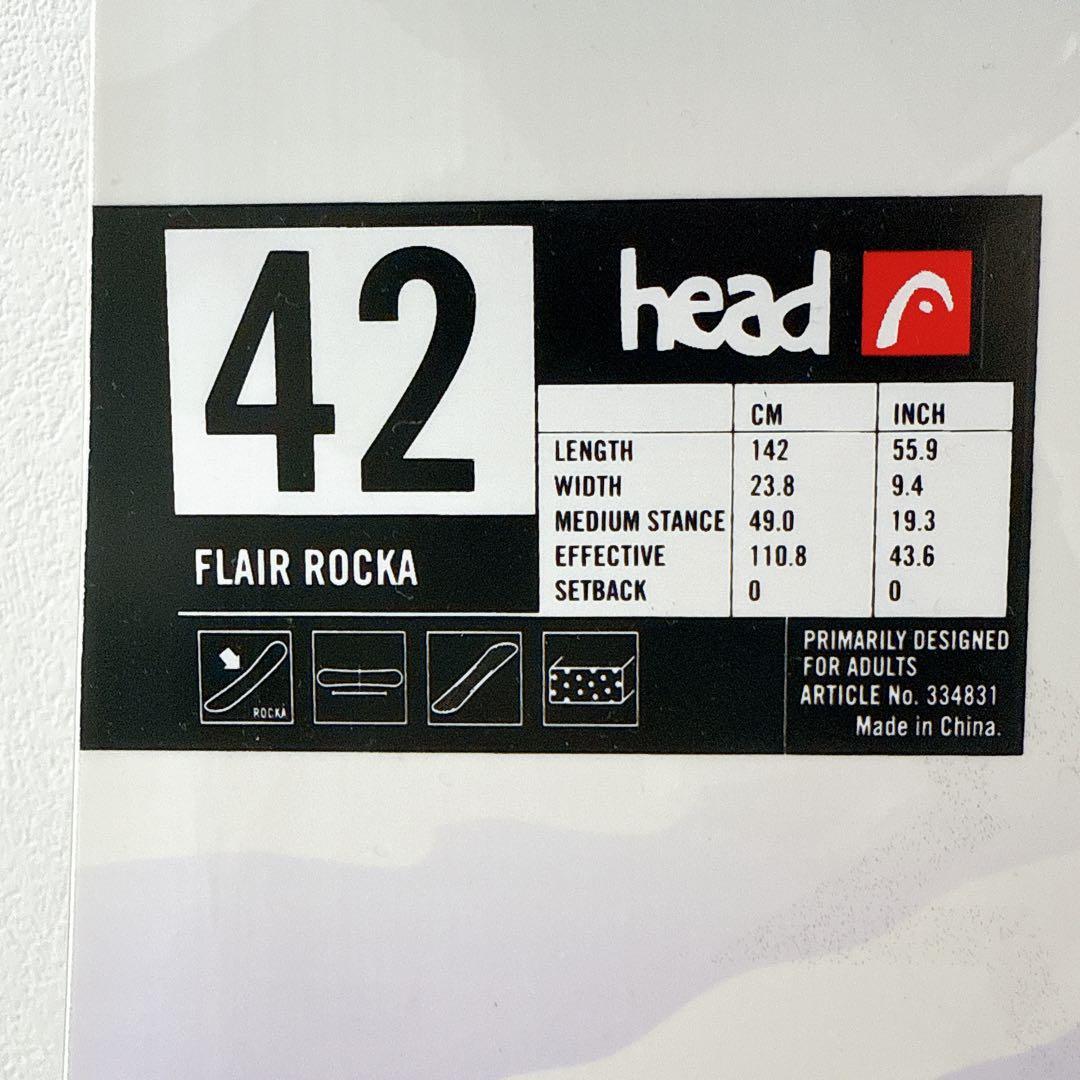 42
head
FLAIR ROCKA
CM INCH
LENGTH 142 55.9
WIDTH 23.8 9.4
MEDIUM STANCE 49.0 19.3
EFFECTIVE 110.8 43.6
SETBACK 0 0
ROCKA
PRIMARILY DESIGNED
FOR ADULTS
ARTICLE No. 334831
Made in China.